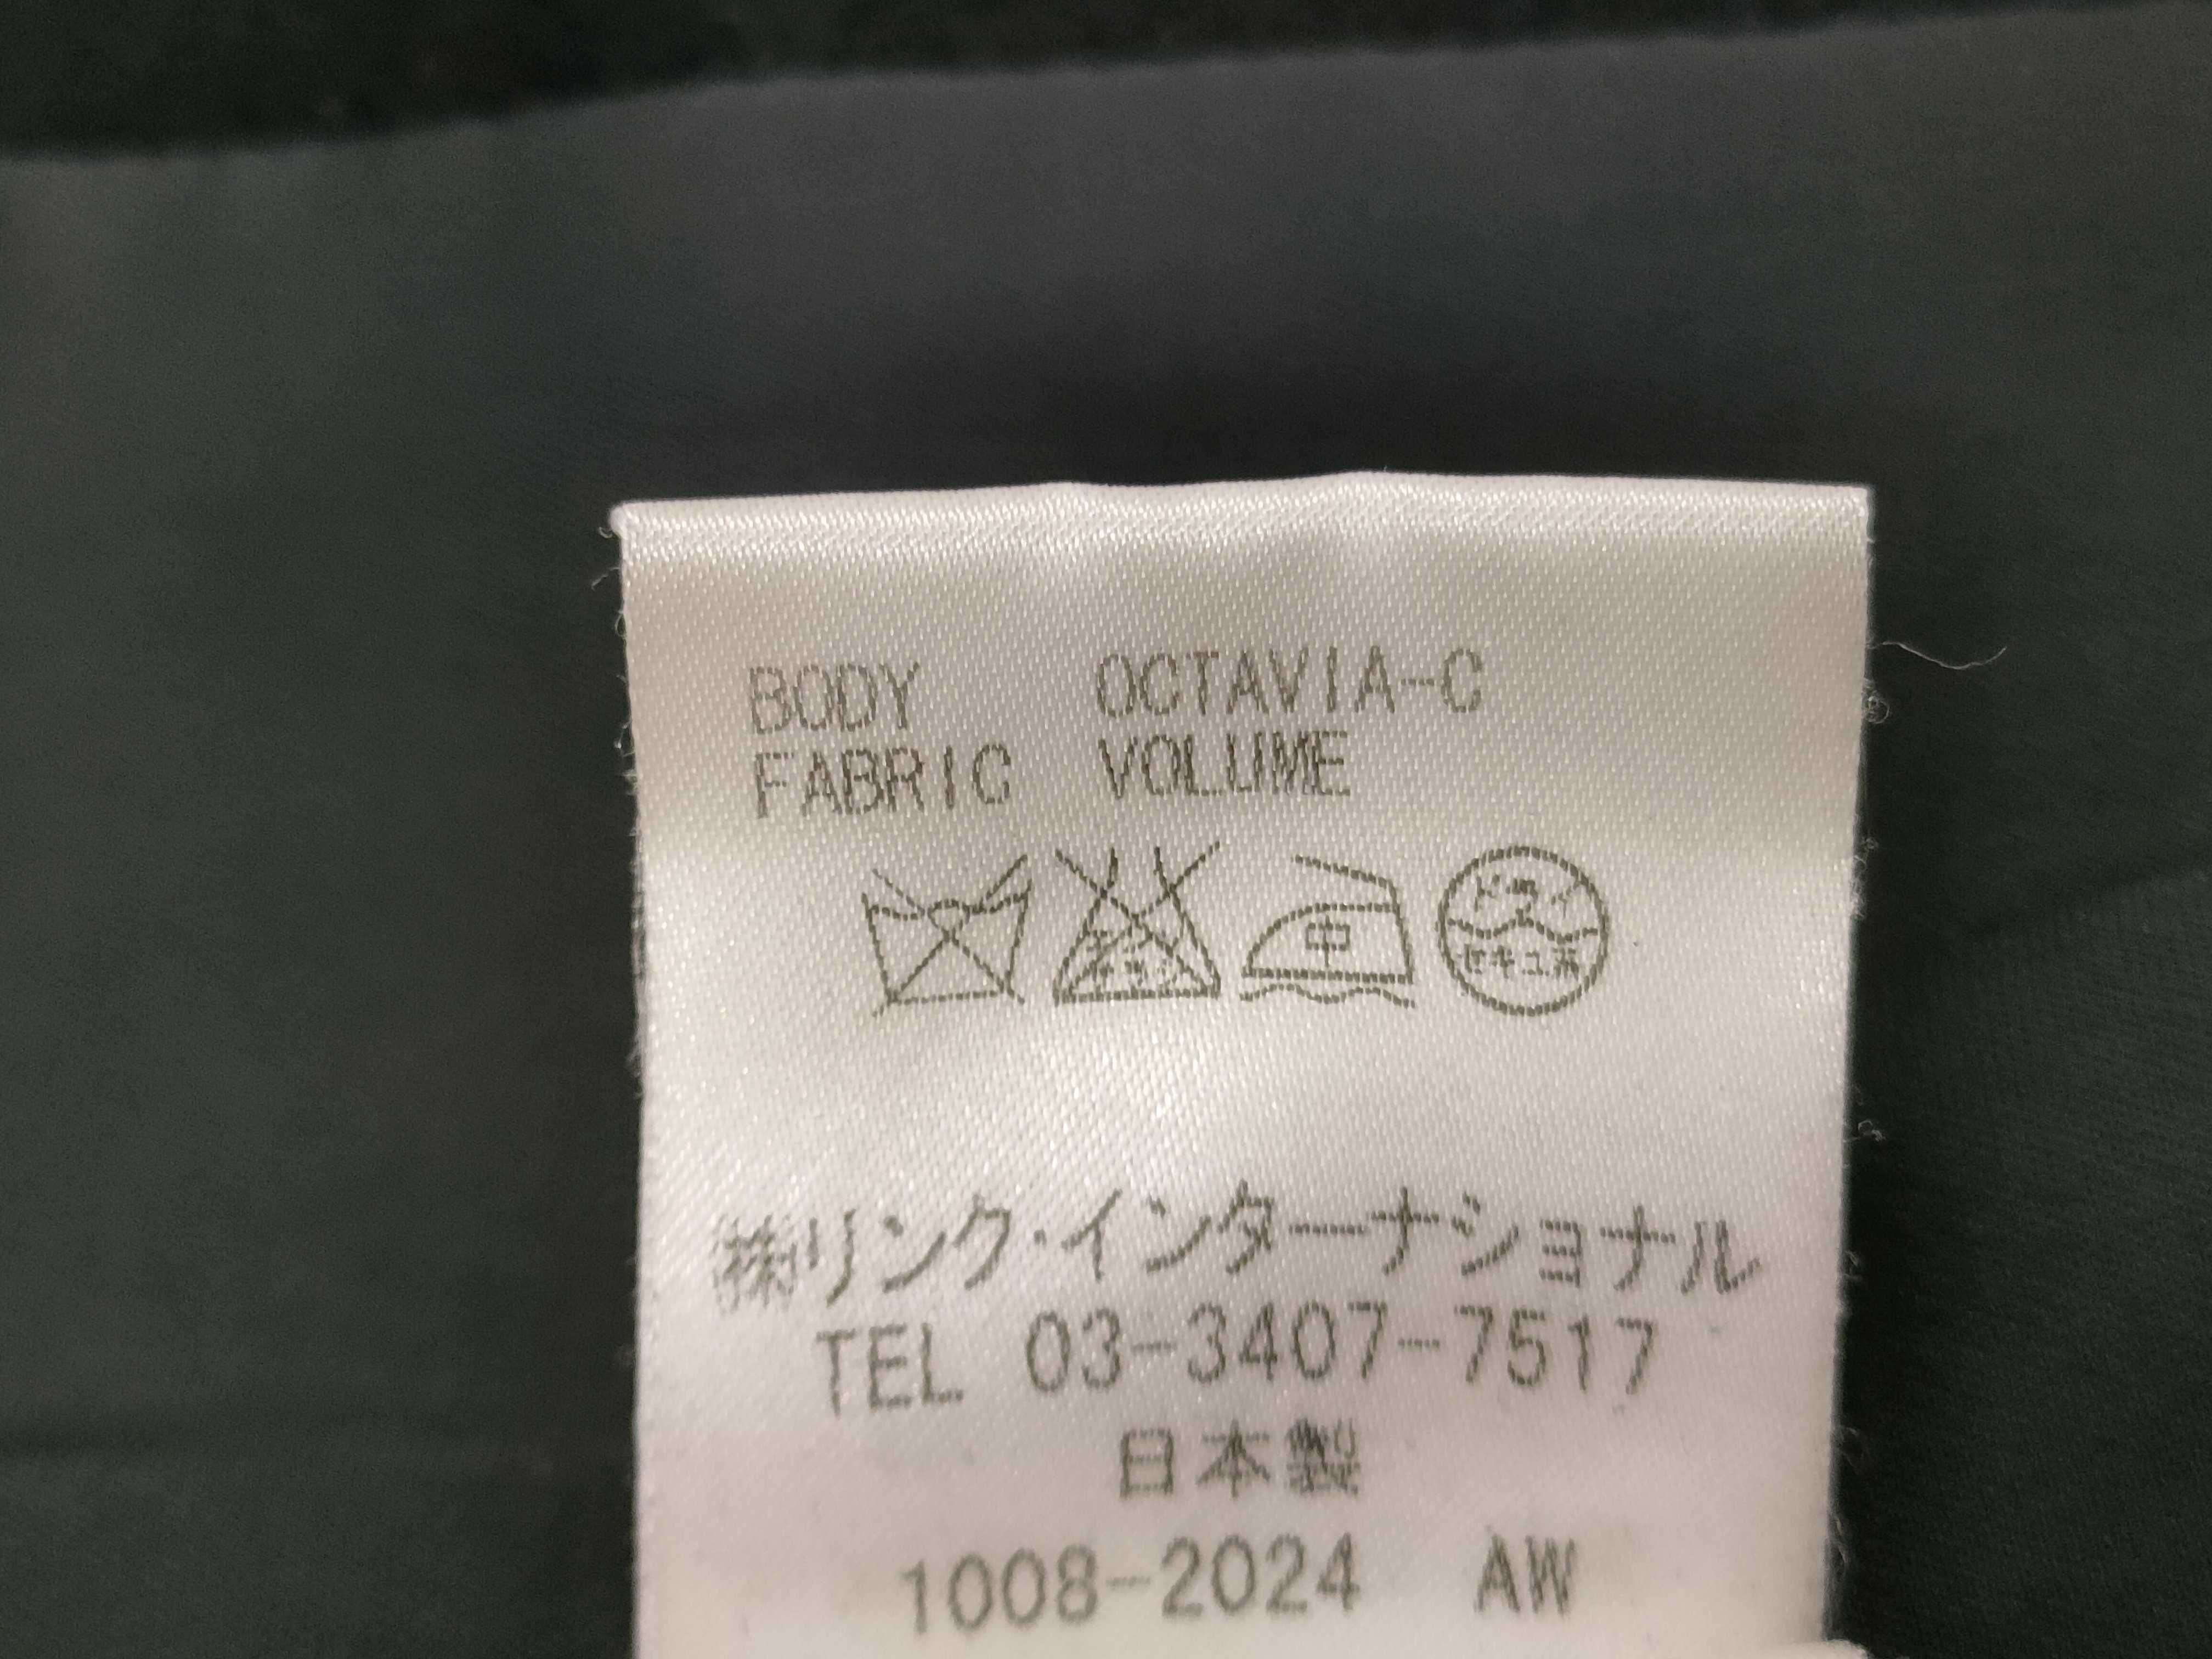 BODY OCTAVIA-C
FABRIC VOLUME
中 ドライ
セキユ系
㈱リンク・インターナショナル
TEL 03-3407-7517
日本製
1008-2024 AW